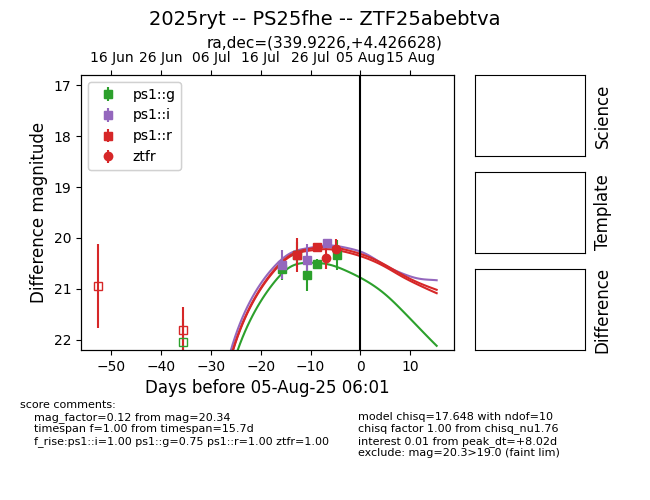 2025ryt -- PS25fhe -- ZTF25abebtva
ra,dec=(339.9226,+4.426628)
16 Jun 26 Jun 06 Jul 16 Jul 26 Jul 05 Aug 15 Aug
17
18
19
20
21
22
Difference magnitude
ps1::g
ps1::i
ps1::r
ztfr
−50 −40 −30 −20 −10 0 10
Days before 05-Aug-25 06:01
Science
Template
Difference
score comments:
mag_factor=0.12 from mag=20.34
timespan f=1.00 from timespan=15.7d
f_rise:ps1::i=1.00 ps1::g=0.75 ps1::r=1.00 ztfr=1.00
model chisq=17.648 with ndof=10
chisq factor 1.00 from chisq_nu1.76
interest 0.01 from peak_dt=+8.02d
exclude: mag=20.3>19.0 (faint lim)